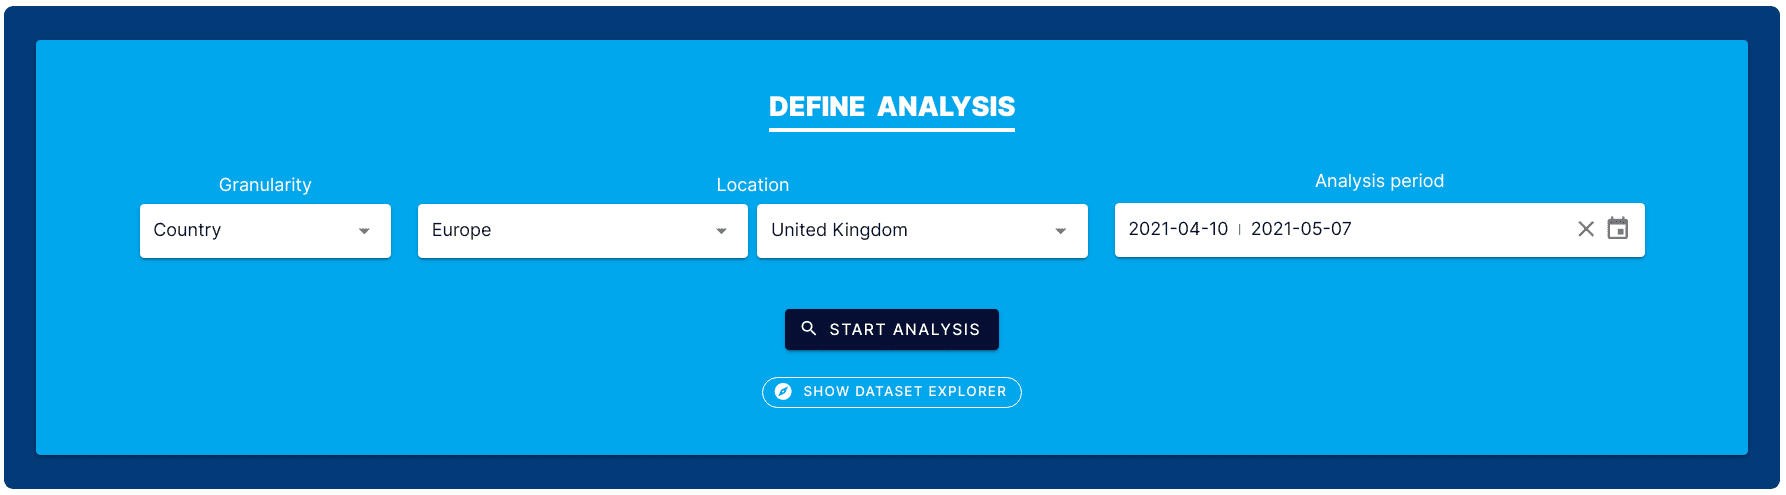 DEFINE ANALYSIS
Granularity
Country
Location
Europe
United Kingdom
Analysis period
2021-04-10 | 2021-05-07
START ANALYSIS
SHOW DATASET EXPLORER